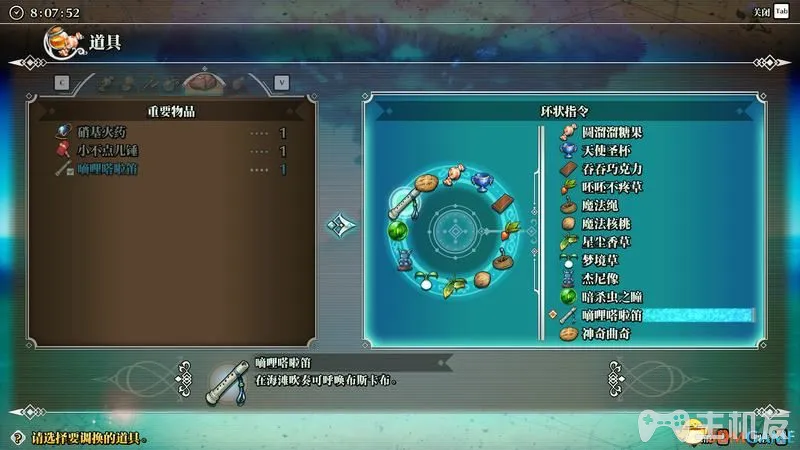 8:07:52
关闭 Tab
道具
C
V
重要物品
硝基火药 ···· 1
小不点儿锤 ···· 1
嘀哩嗒啦笛 ···· 1
环状指令
圆溜溜糖果
天使圣杯
吞吞巧克力
呸呸不疼草
魔法绳
魔法核桃
星尘香草
梦境草
杰尼像
暗杀虫之瞳
嘀哩嗒啦笛
神奇曲奇
嘀哩嗒啦笛
在海滩吹奏可呼唤布斯卡布。
请选择要调换的道具。
主机友